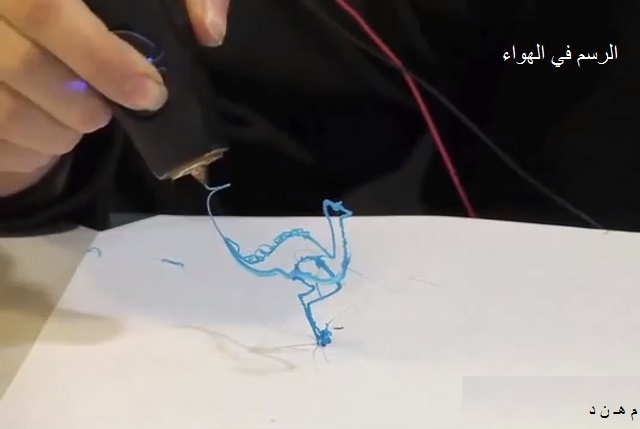 الرسم في الهواء
م هـ ن د